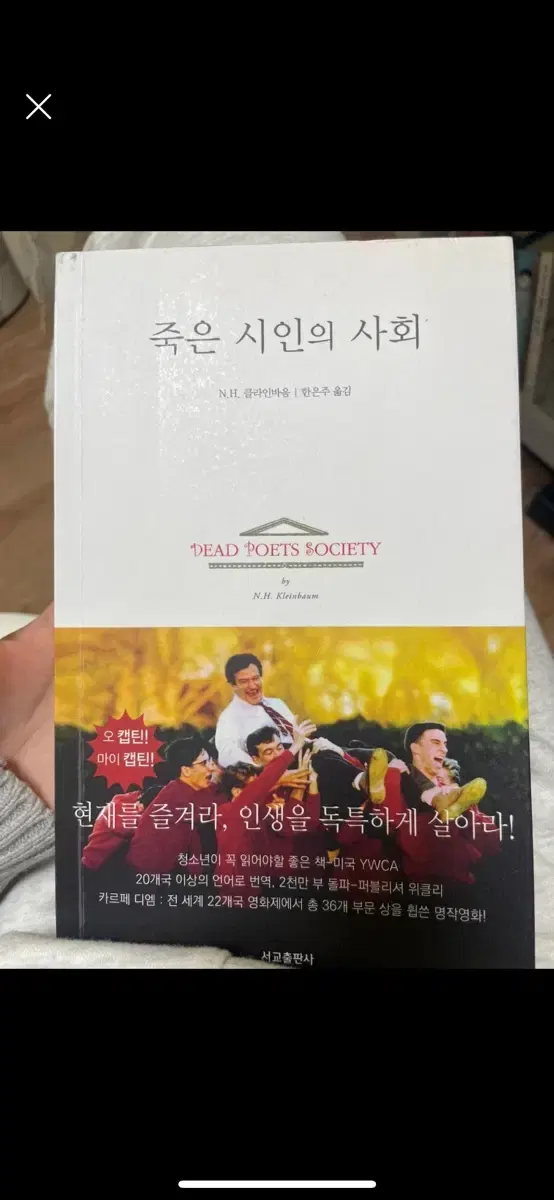 죽은 시인의 사회
N.H. 클라인바움 | 한은주 옮김
DEAD POETS SOCIETY
by
N.H. Kleinbaum
오 캡틴!
마이 캡틴!
현재를 즐겨라, 인생을 독특하게 살아라!
청소년이 꼭 읽어야할 좋은 책-미국 YWCA
20개국 이상의 언어로 번역, 2천만 부 돌파-퍼블리셔 위클리
카르페 디엠 : 전 세계 22개국 영화제에서 총 36개 부문 상을 휩쓴 명작영화!
서교출판사